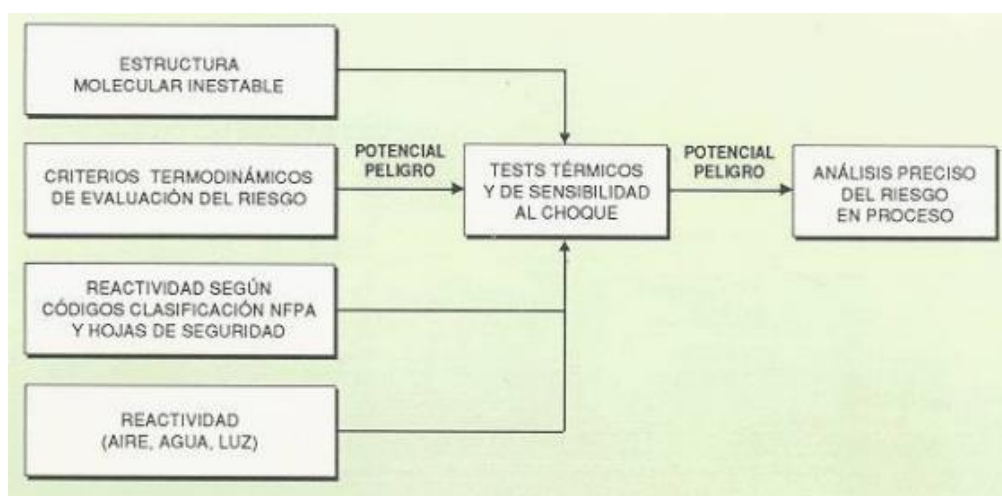 ESTRUCTURA
MOLECULAR INESTABLE
CRITERIOS TERMODINÁMICOS
DE EVALUACIÓN DEL RIESGO
POTENCIAL
PELIGRO
TESTS TÉRMICOS
Y DE SENSIBILIDAD
AL CHOQUE
POTENCIAL
PELIGRO
ANÁLISIS PRECISO
DEL RIESGO
EN PROCESO
REACTIVIDAD SEGÚN
CÓDIGOS CLASIFICACIÓN NFPA
Y HOJAS DE SEGURIDAD
REACTIVIDAD
(AIRE, AGUA, LUZ)